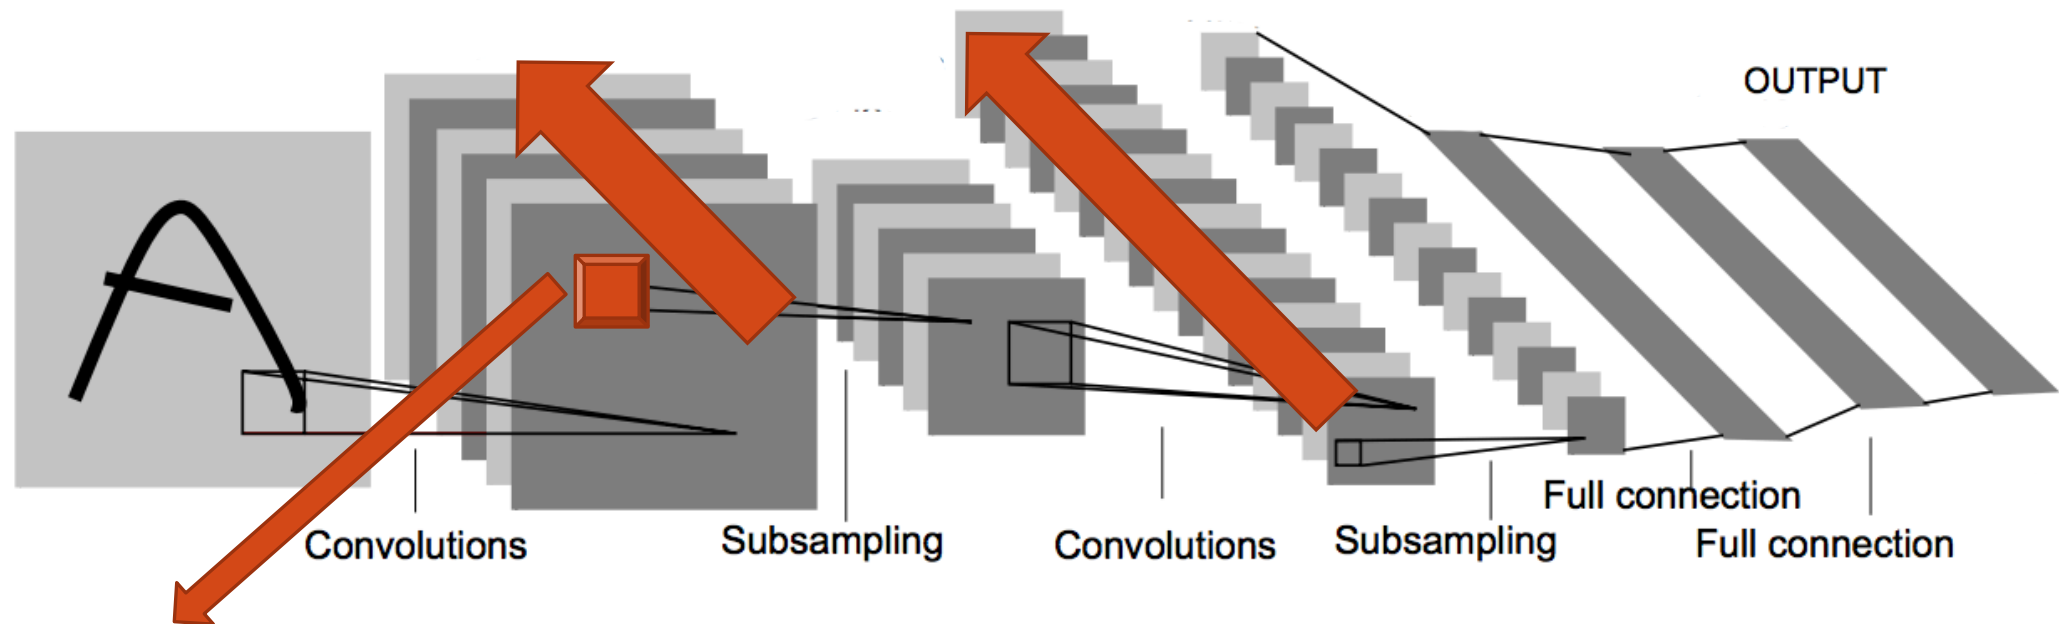 OUTPUT
Convolutions
Subsampling
Convolutions
Subsampling
Full connection
Full connection